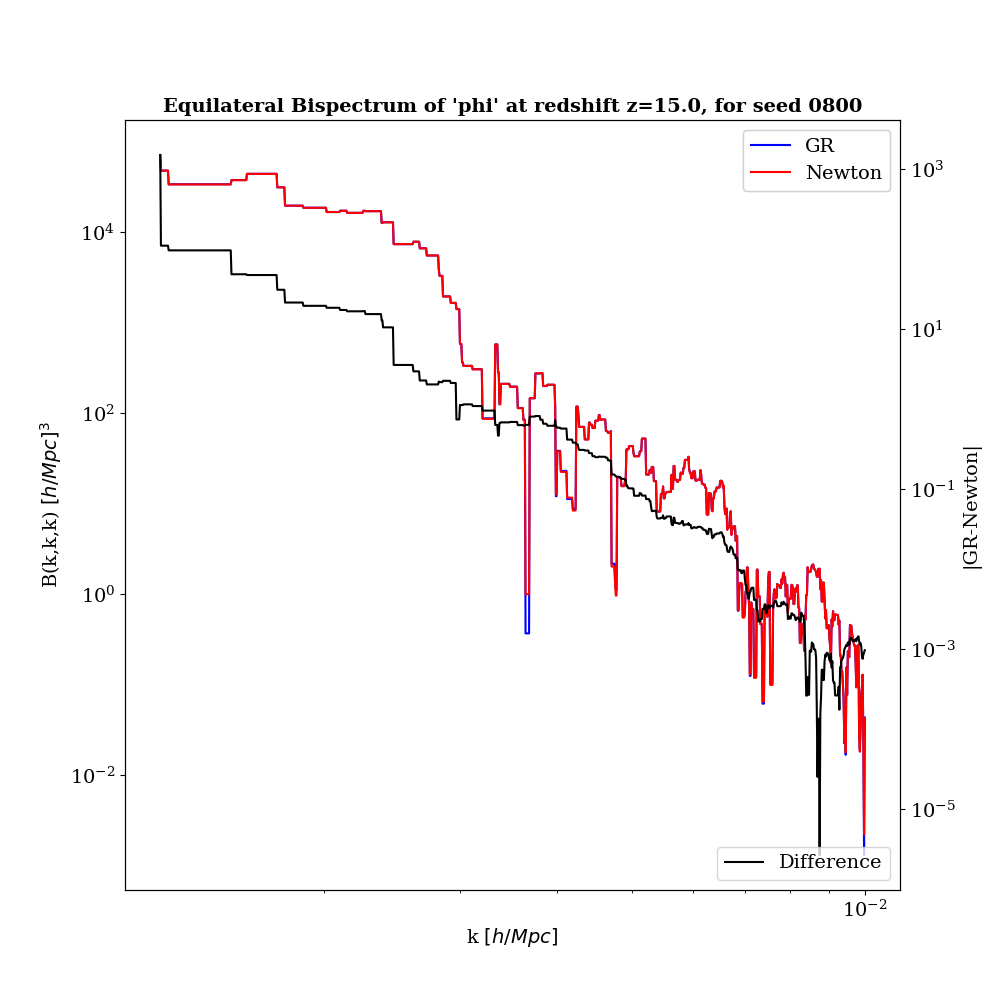 Equilateral Bispectrum of 'phi' at redshift z=15.0, for seed 0800
GR
Newton
10^4
10^2
10^0
10^-2
B(k,k,k) [h/Mpc]^3
10^3
10^1
10^-1
10^-3
10^-5
|GR-Newton|
Difference
10^-2
k [h/Mpc]